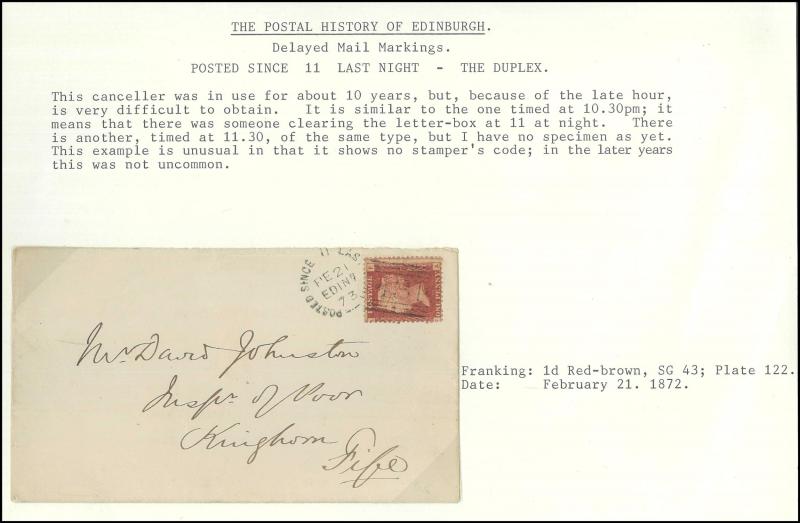 THE POSTAL HISTORY OF EDINBURGH.
Delayed Mail Markings.
POSTED SINCE 11 LAST NIGHT - THE DUPLEX.
This canceller was in use for about 10 years, but, because of the late hour,
is very difficult to obtain. It is similar to the one timed at 10.30pm; it
means that there was someone clearing the letter-box at 11 at night. There
is another, timed at 11.30, of the same type, but I have no specimen as yet.
This example is unusual in that it shows no stamper's code; in the later years
this was not uncommon.
POSTED SINCE 11 LAST
FE 21
EDINR
73
Mr David Johnston
Inspr of Poor
Kinghorn
Fife
Franking: 1d Red-brown, SG 43; Plate 122.
Date: February 21. 1872.